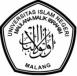 UNIVERSITAS ISLAM NEGERI
MAULANA MALIK IBRAHIM
MALANG